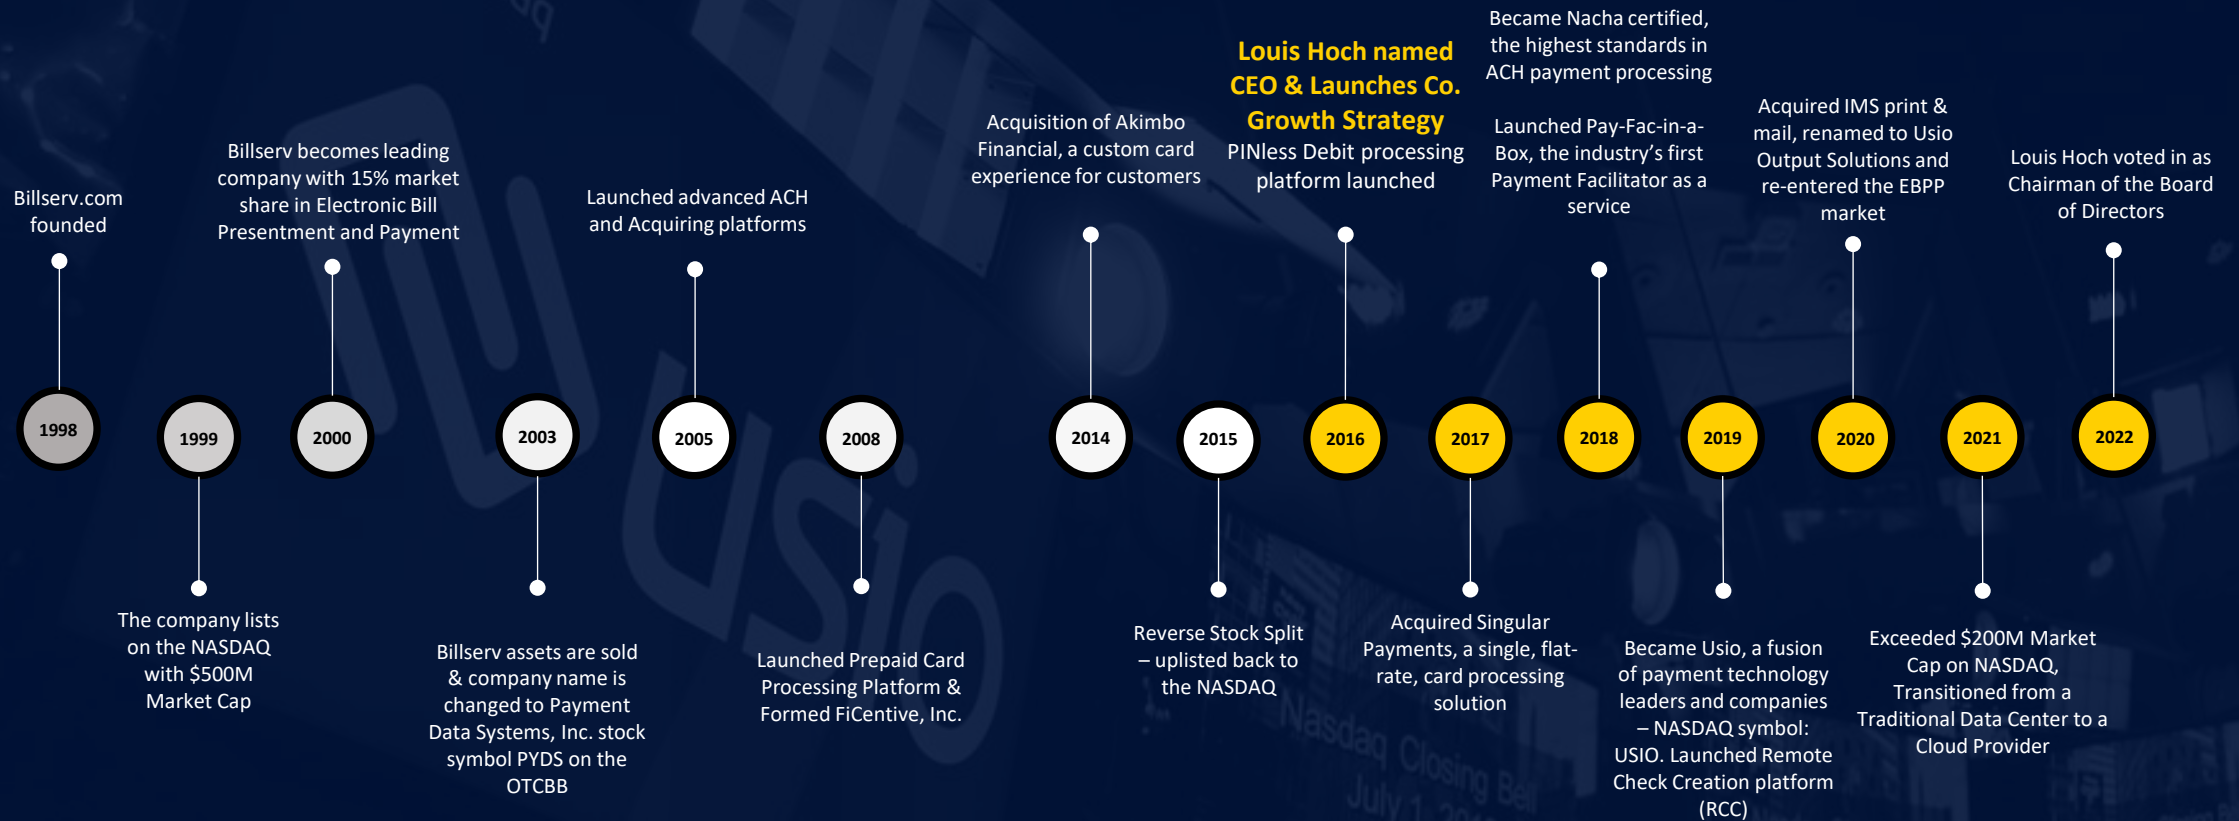 Billserv.com
founded
1998
1999
The company lists
on the NASDAQ
with $500M
Market Cap
Billserv becomes leading
company with 15% market
share in Electronic Bill
Presentment and Payment
2000
2003
Billserv assets are sold
& company name is
changed to Payment
Data Systems, Inc. stock
symbol PYDS on the
OTCBB
Launched advanced ACH
and Acquiring platforms
2005
2008
Launched Prepaid Card
Processing Platform &
Formed FiCentive, Inc.
Acquisition of Akimbo
Financial, a custom card
experience for customers
2014
2015
Reverse Stock Split
– uplisted back to
the NASDAQ
Louis Hoch named
CEO & Launches Co.
Growth Strategy
PINless Debit processing
platform launched
2016
2017
Acquired Singular
Payments, a single, flat-
rate, card processing
solution
Became Nacha certified,
the highest standards in
ACH payment processing
Launched Pay-Fac-in-a-
Box, the industry’s first
Payment Facilitator as a
service
2018
2019
Became Usio, a fusion
of payment technology
leaders and companies
– NASDAQ symbol:
USIO. Launched Remote
Check Creation platform
(RCC)
Acquired IMS print &
mail, renamed to Usio
Output Solutions and
re-entered the EBPP
market
2020
2021
Exceeded $200M Market
Cap on NASDAQ,
Transitioned from a
Traditional Data Center to a
Cloud Provider
Louis Hoch voted in as
Chairman of the Board
of Directors
2022
usio
Nasdaq Closing Bell
July 1,